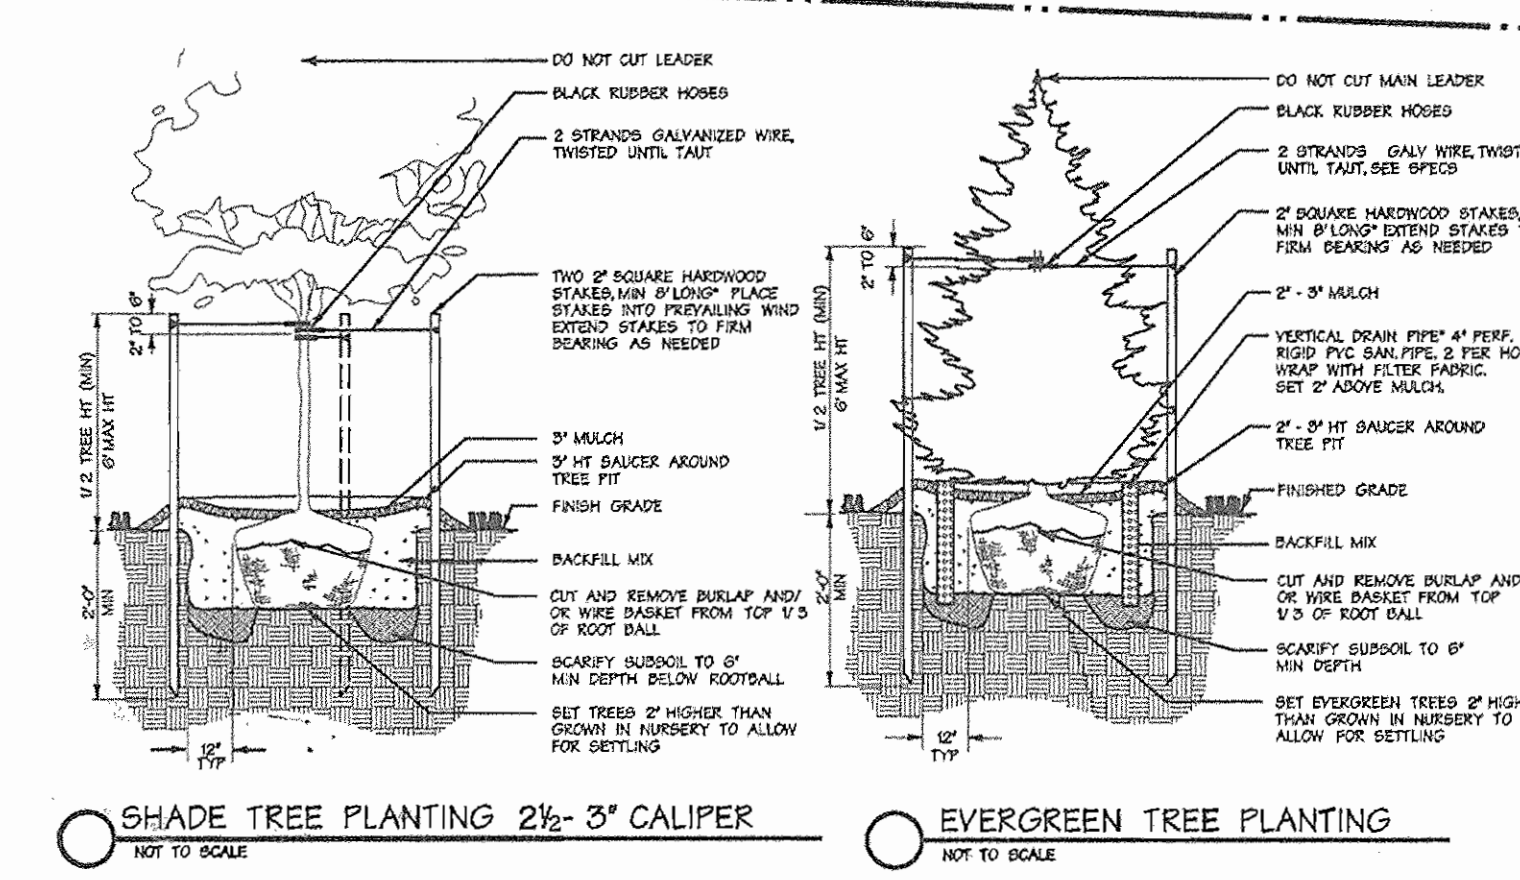 DO NOT CUT LEADER
BLACK RUBBER HOSES
2 STRANDS GALVANIZED WIRE,
TWISTED UNTIL TAUT
TWO 2" SQUARE HARDWOOD
STAKES, MIN 8' LONG" PLACE
STAKES INTO PREVAILING WIND
EXTEND STAKES TO FIRM
BEARING AS NEEDED
3" MULCH
3" HT SAUCER AROUND
TREE PIT
FINISH GRADE
BACKFILL MIX
CUT AND REMOVE BURLAP AND/
OR WIRE BASKET FROM TOP 1/3
OF ROOT BALL
SCARIFY SUBSOIL TO 6"
MIN DEPTH BELOW ROOTBALL
SET TREES 2" HIGHER THAN
GROWN IN NURSERY TO ALLOW
FOR SETTLING
2" TO 6"
1/2 TREE HT (MIN)
6' MAX HT
2'-0"
MIN
12"
TYP
SHADE TREE PLANTING 2½- 3" CALIPER
NOT TO SCALE
DO NOT CUT MAIN LEADER
BLACK RUBBER HOSES
2 STRANDS GALV WIRE, TWIST
UNTIL TAUT, SEE SPECS
2" SQUARE HARDWOOD STAKES,
MIN 8' LONG" EXTEND STAKES
FIRM BEARING AS NEEDED
2" - 3" MULCH
VERTICAL DRAIN PIPE" 4" PERF.
RIGID PVC SAN. PIPE, 2 PER HO
WRAP WITH FILTER FABRIC.
SET 2" ABOVE MULCH.
2" - 3" HT SAUCER AROUND
TREE PIT
FINISHED GRADE
BACKFILL MIX
CUT AND REMOVE BURLAP AND
OR WIRE BASKET FROM TOP
1/3 OF ROOT BALL
SCARIFY SUBSOIL TO 6"
MIN DEPTH
SET EVERGREEN TREES 2" HIGH
THAN GROWN IN NURSERY TO
ALLOW FOR SETTLING
2" TO 6"
1/2 TREE HT (MIN)
6' MAX HT
2'-0"
MIN
12"
TYP
EVERGREEN TREE PLANTING
NOT TO SCALE